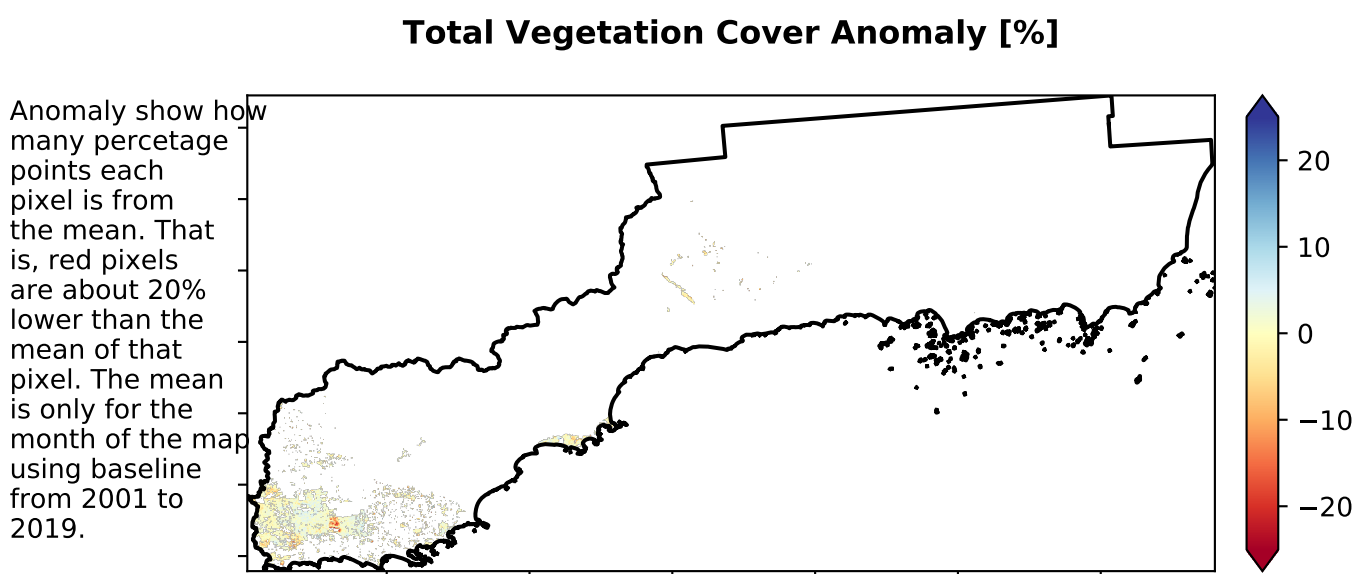 Total Vegetation Cover Anomaly [%]
Anomaly show how
many percetage
points each
pixel is from
the mean. That
is, red pixels
are about 20%
lower than the
mean of that
pixel. The mean
is only for the
month of the map
using baseline
from 2001 to
2019.
20
10
0
−10
−20